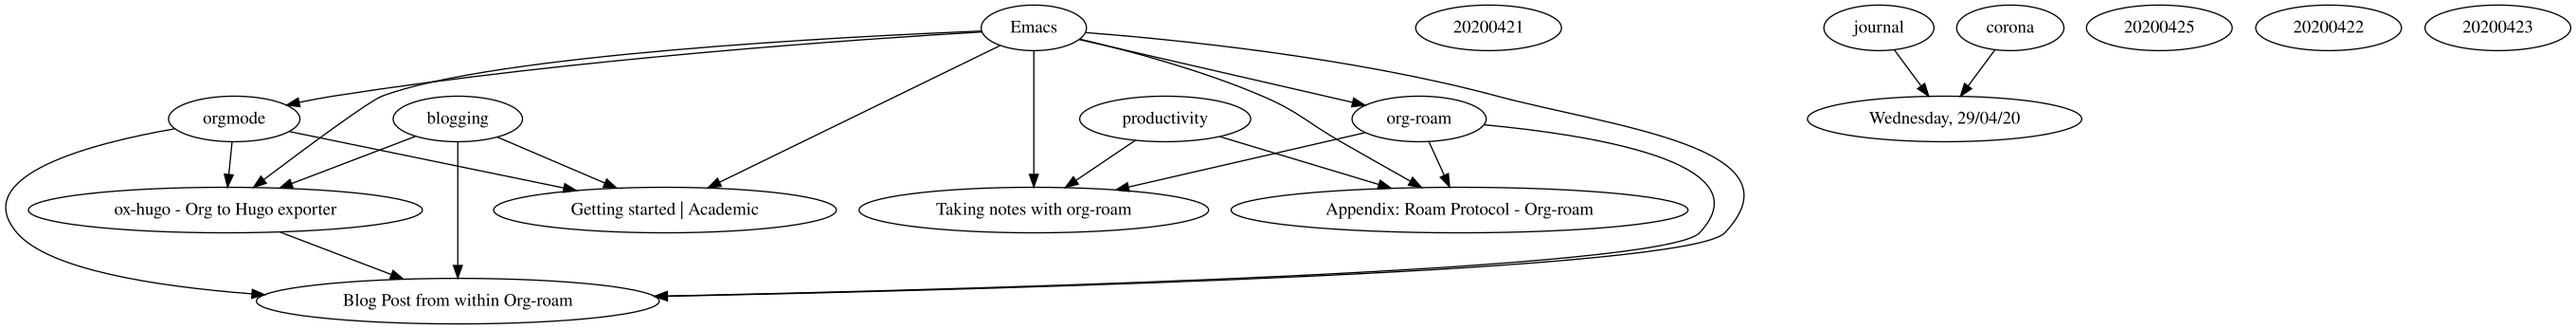 Emacs
20200421
journal
corona
20200425
20200422
20200423
orgmode
blogging
productivity
org-roam
Wednesday, 29/04/20
ox-hugo - Org to Hugo exporter
Getting started | Academic
Taking notes with org-roam
Appendix: Roam Protocol - Org-roam
Blog Post from within Org-roam